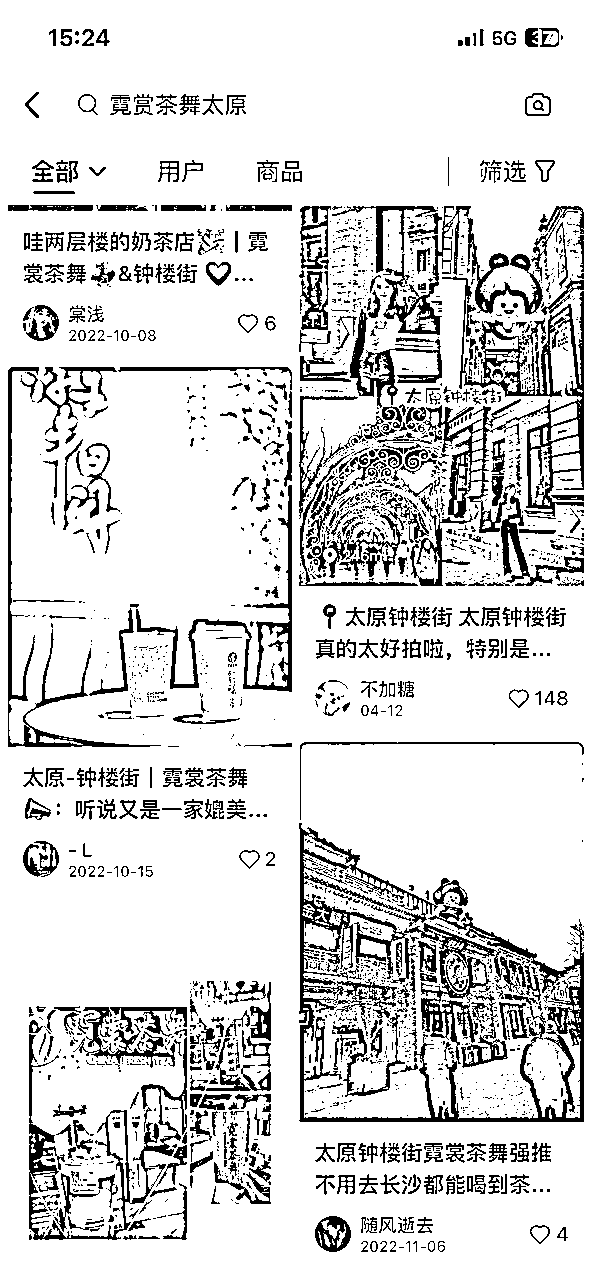 15:24
5G 37
霓赏茶舞太原
全部
用户
商品
筛选
哇两层楼的奶茶店 | 霓
裳茶舞 &钟楼街 ...
棠浅
2022-10-08
6
太原-钟楼街 | 霓裳茶舞
: 听说又是一家媲美...
- L
2022-10-15
2
太原钟楼街
太原钟楼街 太原钟楼街
真的太好拍啦，特别是...
不加糖
04-12
148
太原钟楼街霓裳茶舞强推
不用去长沙都能喝到茶...
随风逝去
2022-11-06
4